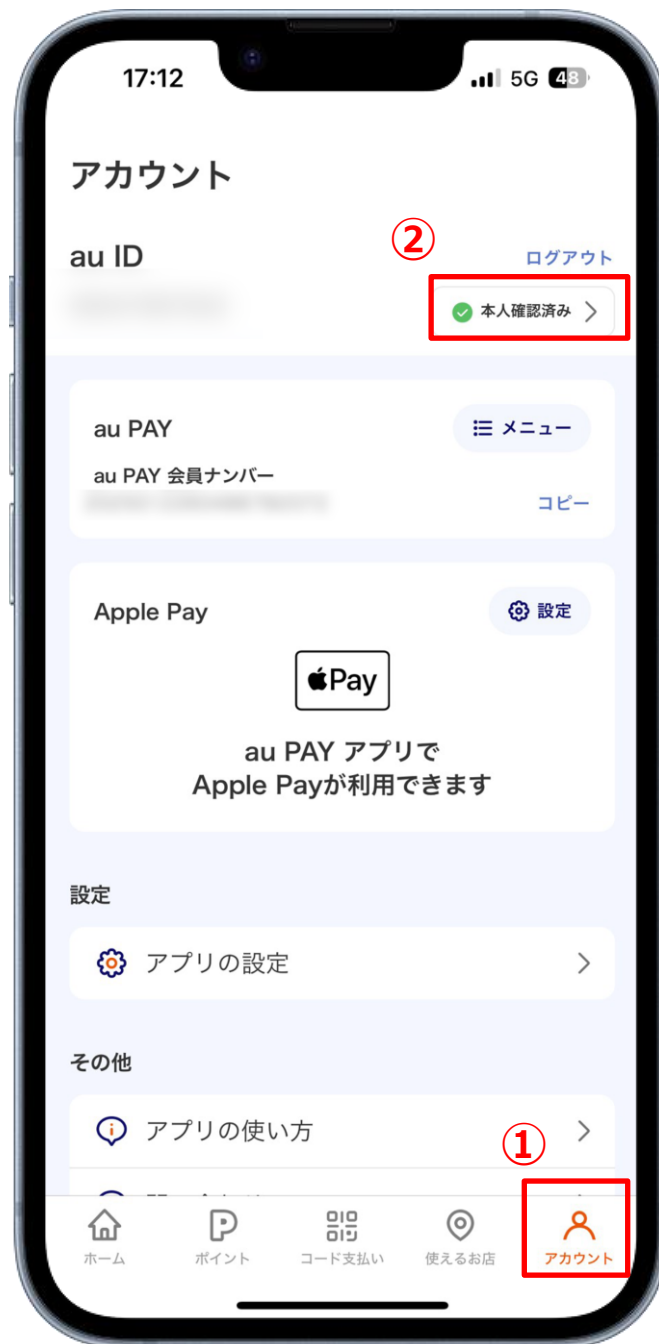 17:12
5G 48
アカウント
②
au ID
ログアウト
本人確認済み
au PAY
メニュー
au PAY 会員ナンバー
コピー
Apple Pay
設定
Pay
au PAY アプリで
Apple Payが利用できます
設定
アプリの設定
その他
アプリの使い方
①
ホーム
ポイント
コード支払い
使えるお店
アカウント